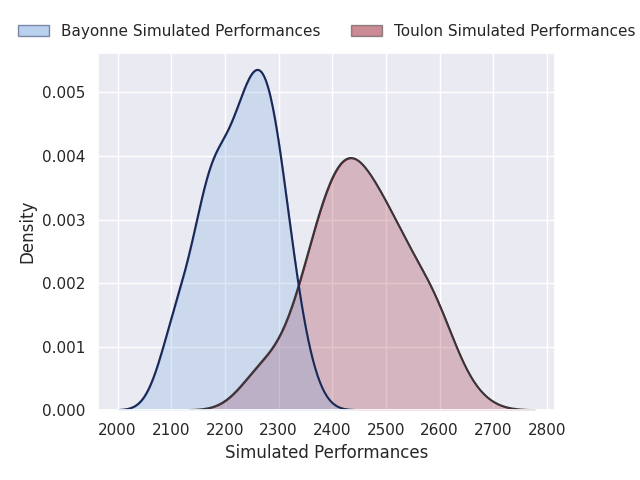 Bayonne Simulated Performances Toulon Simulated Performances
0.005
0.004
0.003
0.002
0.001
0.000
Density
2000 2100 2200 2300 2400 2500 2600 2700 2800
Simulated Performances